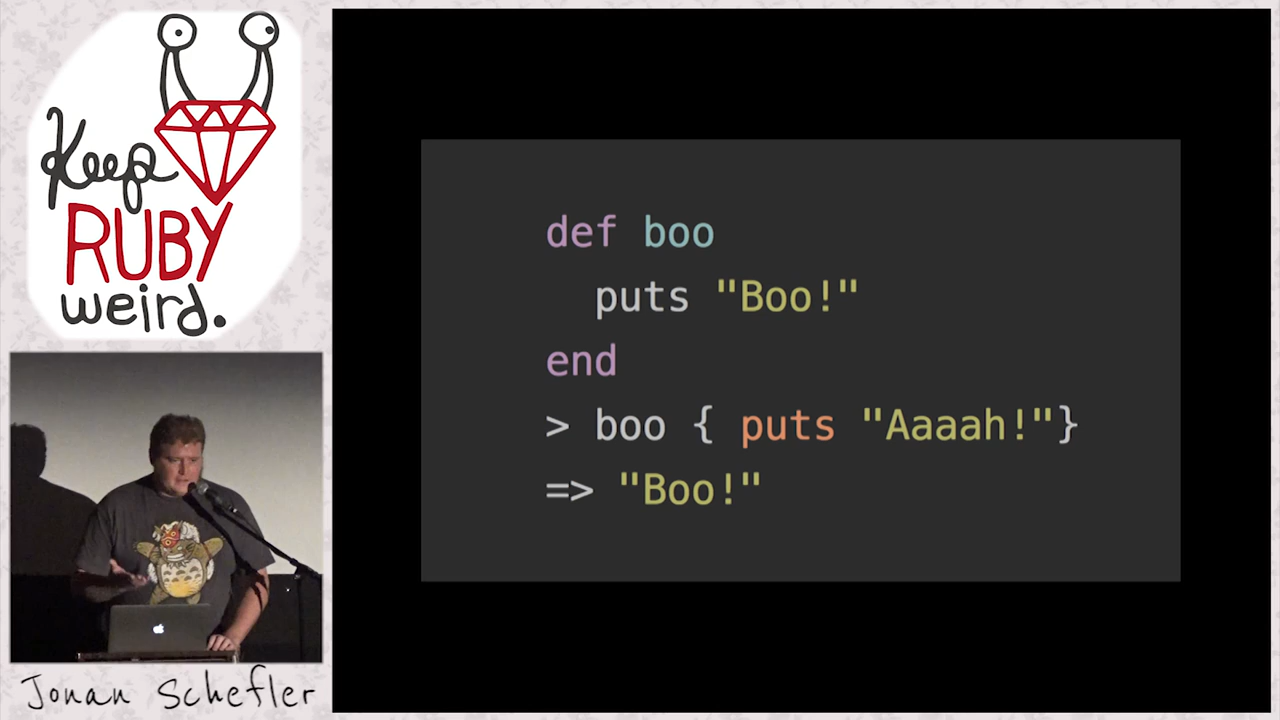 Keep
RUBY
weird.
Jonan Schefler
def boo
  puts "Boo!"
end
> boo { puts "Aaaah!"}
=> "Boo!"